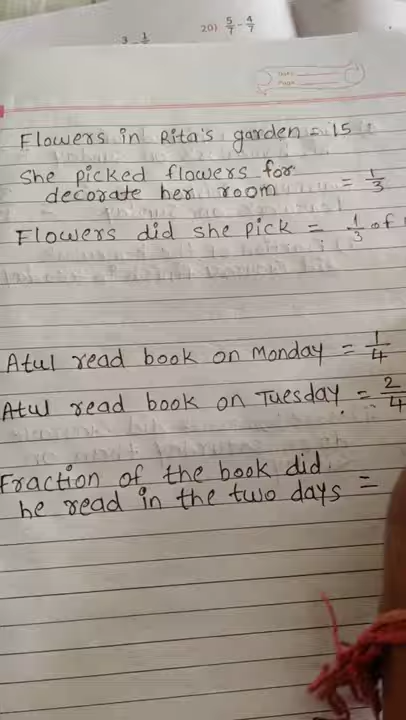 20) 5/7 - 4/7
Flowers in Rita's garden = 15
She picked flowers for
decorate her room = 1/3
Flowers did she pick = 1/3 of
Atul read book on Monday = 1/4
Atul read book on Tuesday = 2/4
Fraction of the book did
he read in the two days =